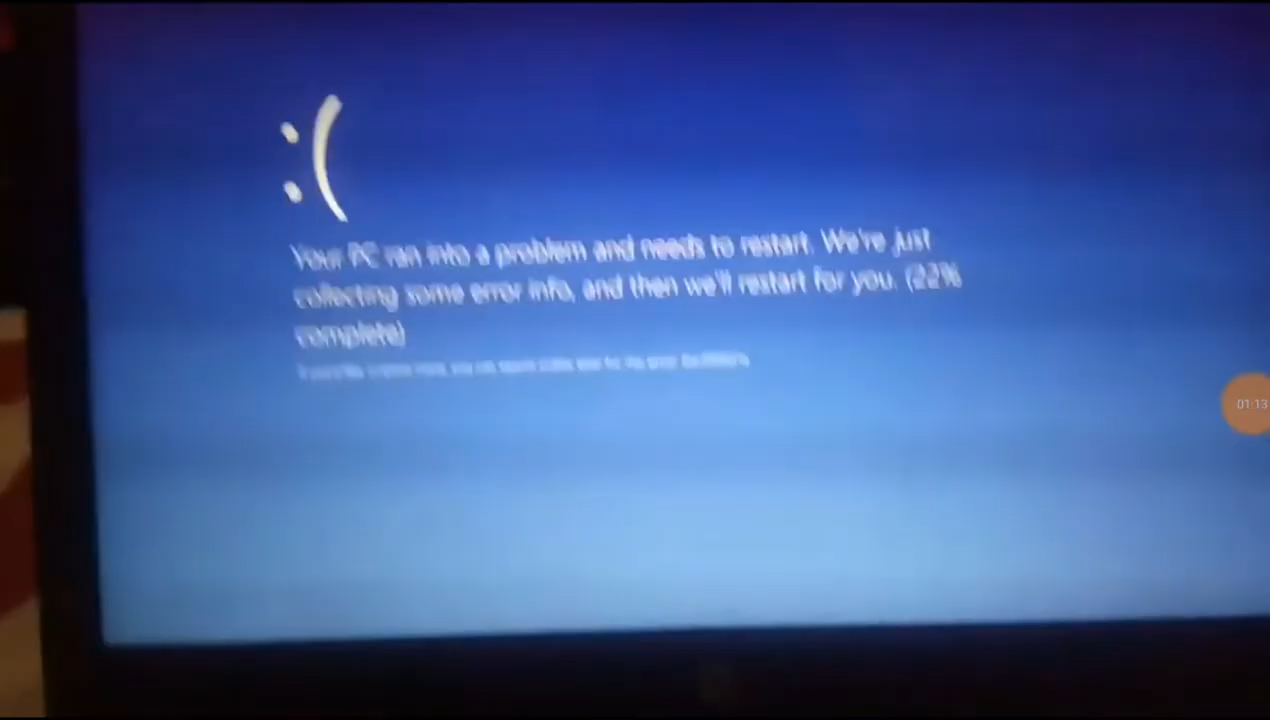 :(
Your PC ran into a problem and needs to restart. We're just
collecting some error info, and then we'll restart for you. (22%
complete)
01:13